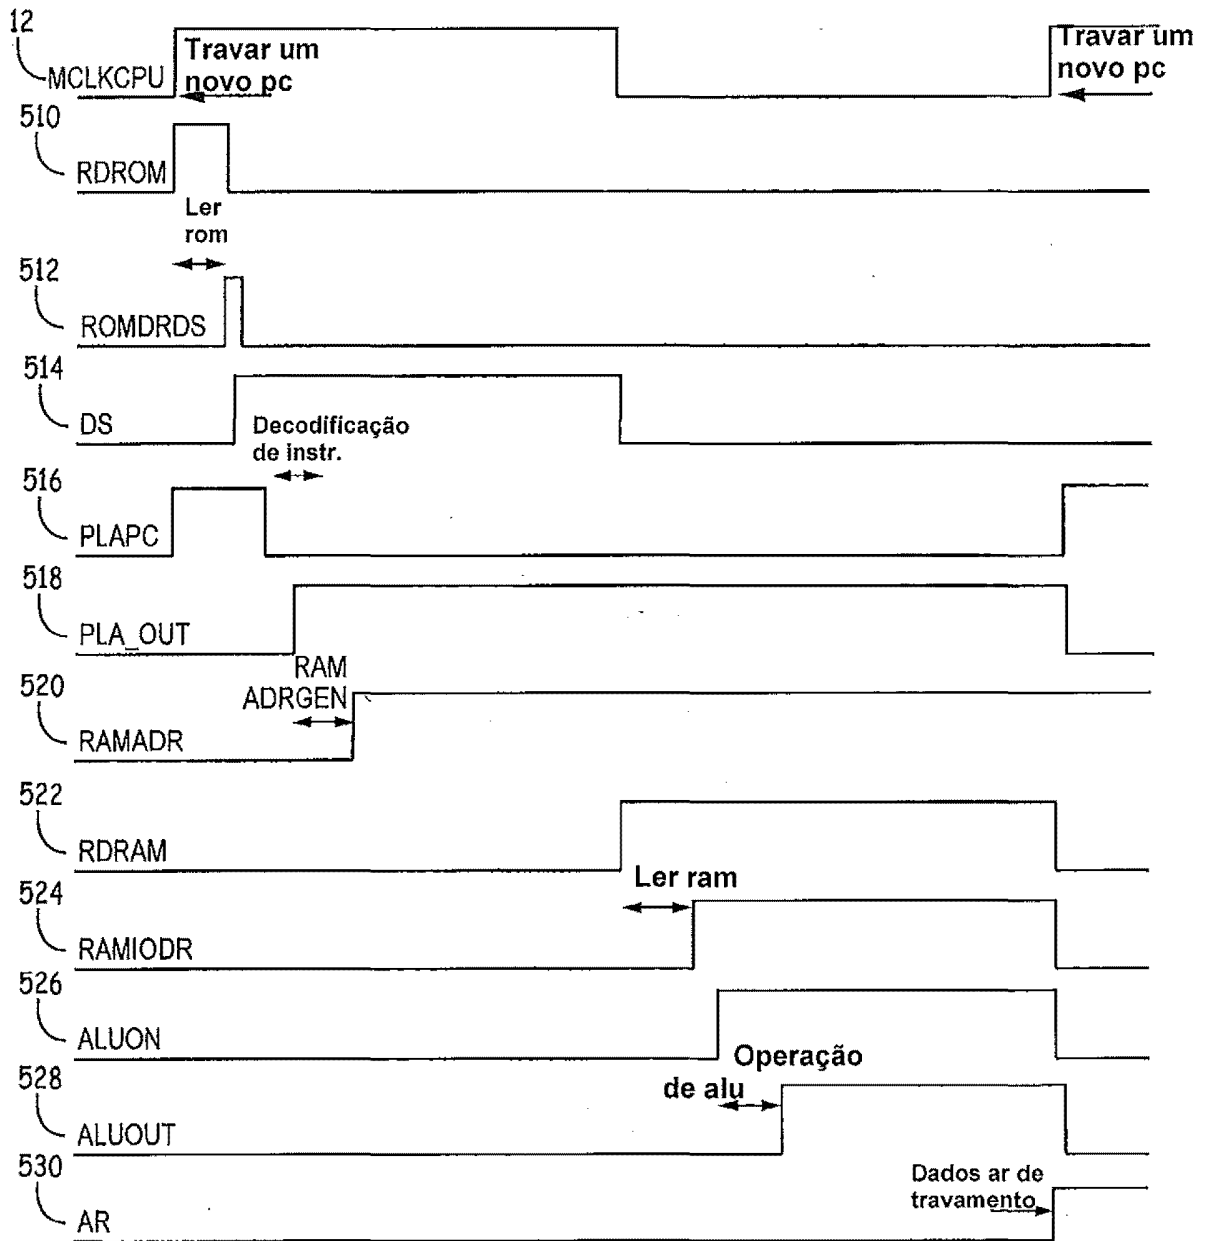 12
MCLKCPU
Travar um
novo pc
Travar um
novo pc
510
RDROM
Ler
rom
512
ROMDRDS
514
DS
Decodificação
de instr.
516
PLAPC
518
PLA_OUT
RAM
ADRGEN
520
RAMADR
522
RDRAM
Ler ram
524
RAMIODR
526
ALUON
Operação
de alu
528
ALUOUT
530
AR
Dados ar de
travamento